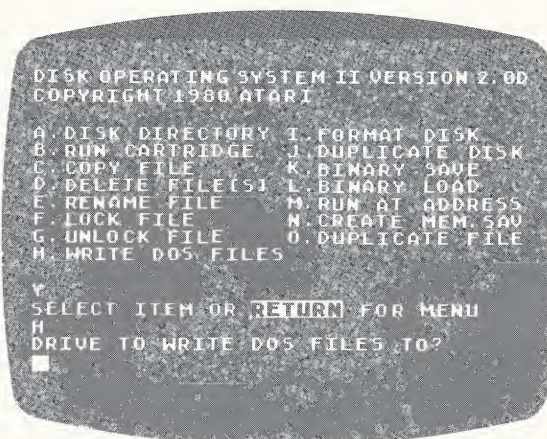 DISK OPERATING SYSTEM II VERSION 2.0D
COPYRIGHT 1980 ATARI
A. DISK DIRECTORY I. FORMAT DISK
B. RUN CARTRIDGE J. DUPLICATE DISK
C. COPY FILE K. BINARY SAVE
D. DELETE FILE[S] L. BINARY LOAD
E. RENAME FILE M. RUN AT ADDRESS
F. LOCK FILE N. CREATE MEM.SAV
G. UNLOCK FILE O. DUPLICATE FILE
H. WRITE DOS FILES
Y
SELECT ITEM OR RETURN FOR MENU
H
DRIVE TO WRITE DOS FILES TO?